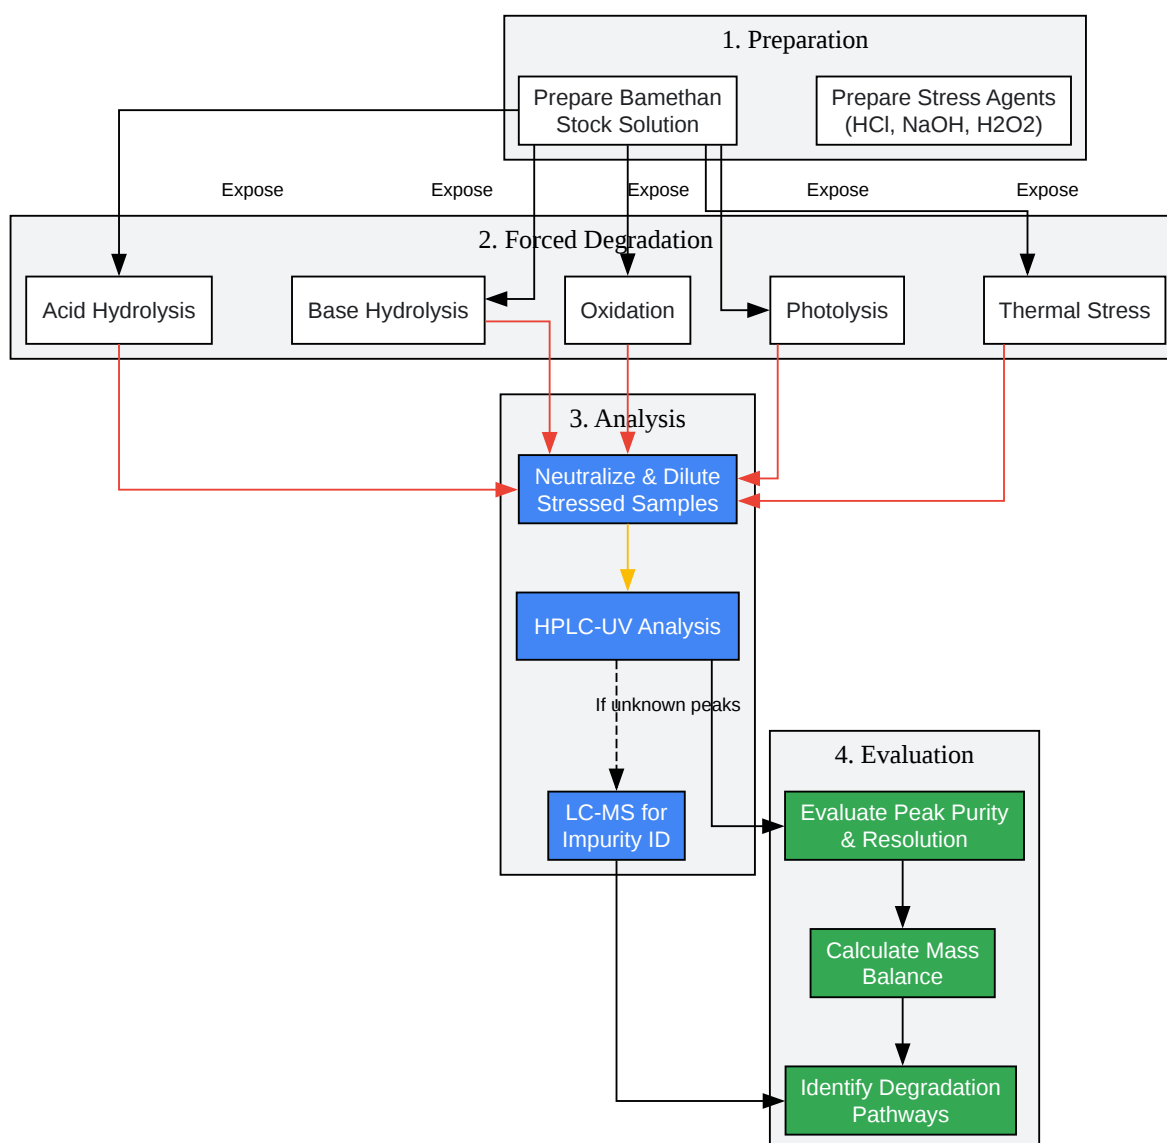 1. Preparation
Prepare Bamethan
Stock Solution
Prepare Stress Agents
(HCl, NaOH, H2O2)
Expose
Expose
Expose
Expose
Expose
2. Forced Degradation
Acid Hydrolysis
Base Hydrolysis
Oxidation
Photolysis
Thermal Stress
3. Analysis
Neutralize & Dilute
Stressed Samples
HPLC-UV Analysis
If unknown peaks
LC-MS for
Impurity ID
4. Evaluation
Evaluate Peak Purity
& Resolution
Calculate Mass
Balance
Identify Degradation
Pathways